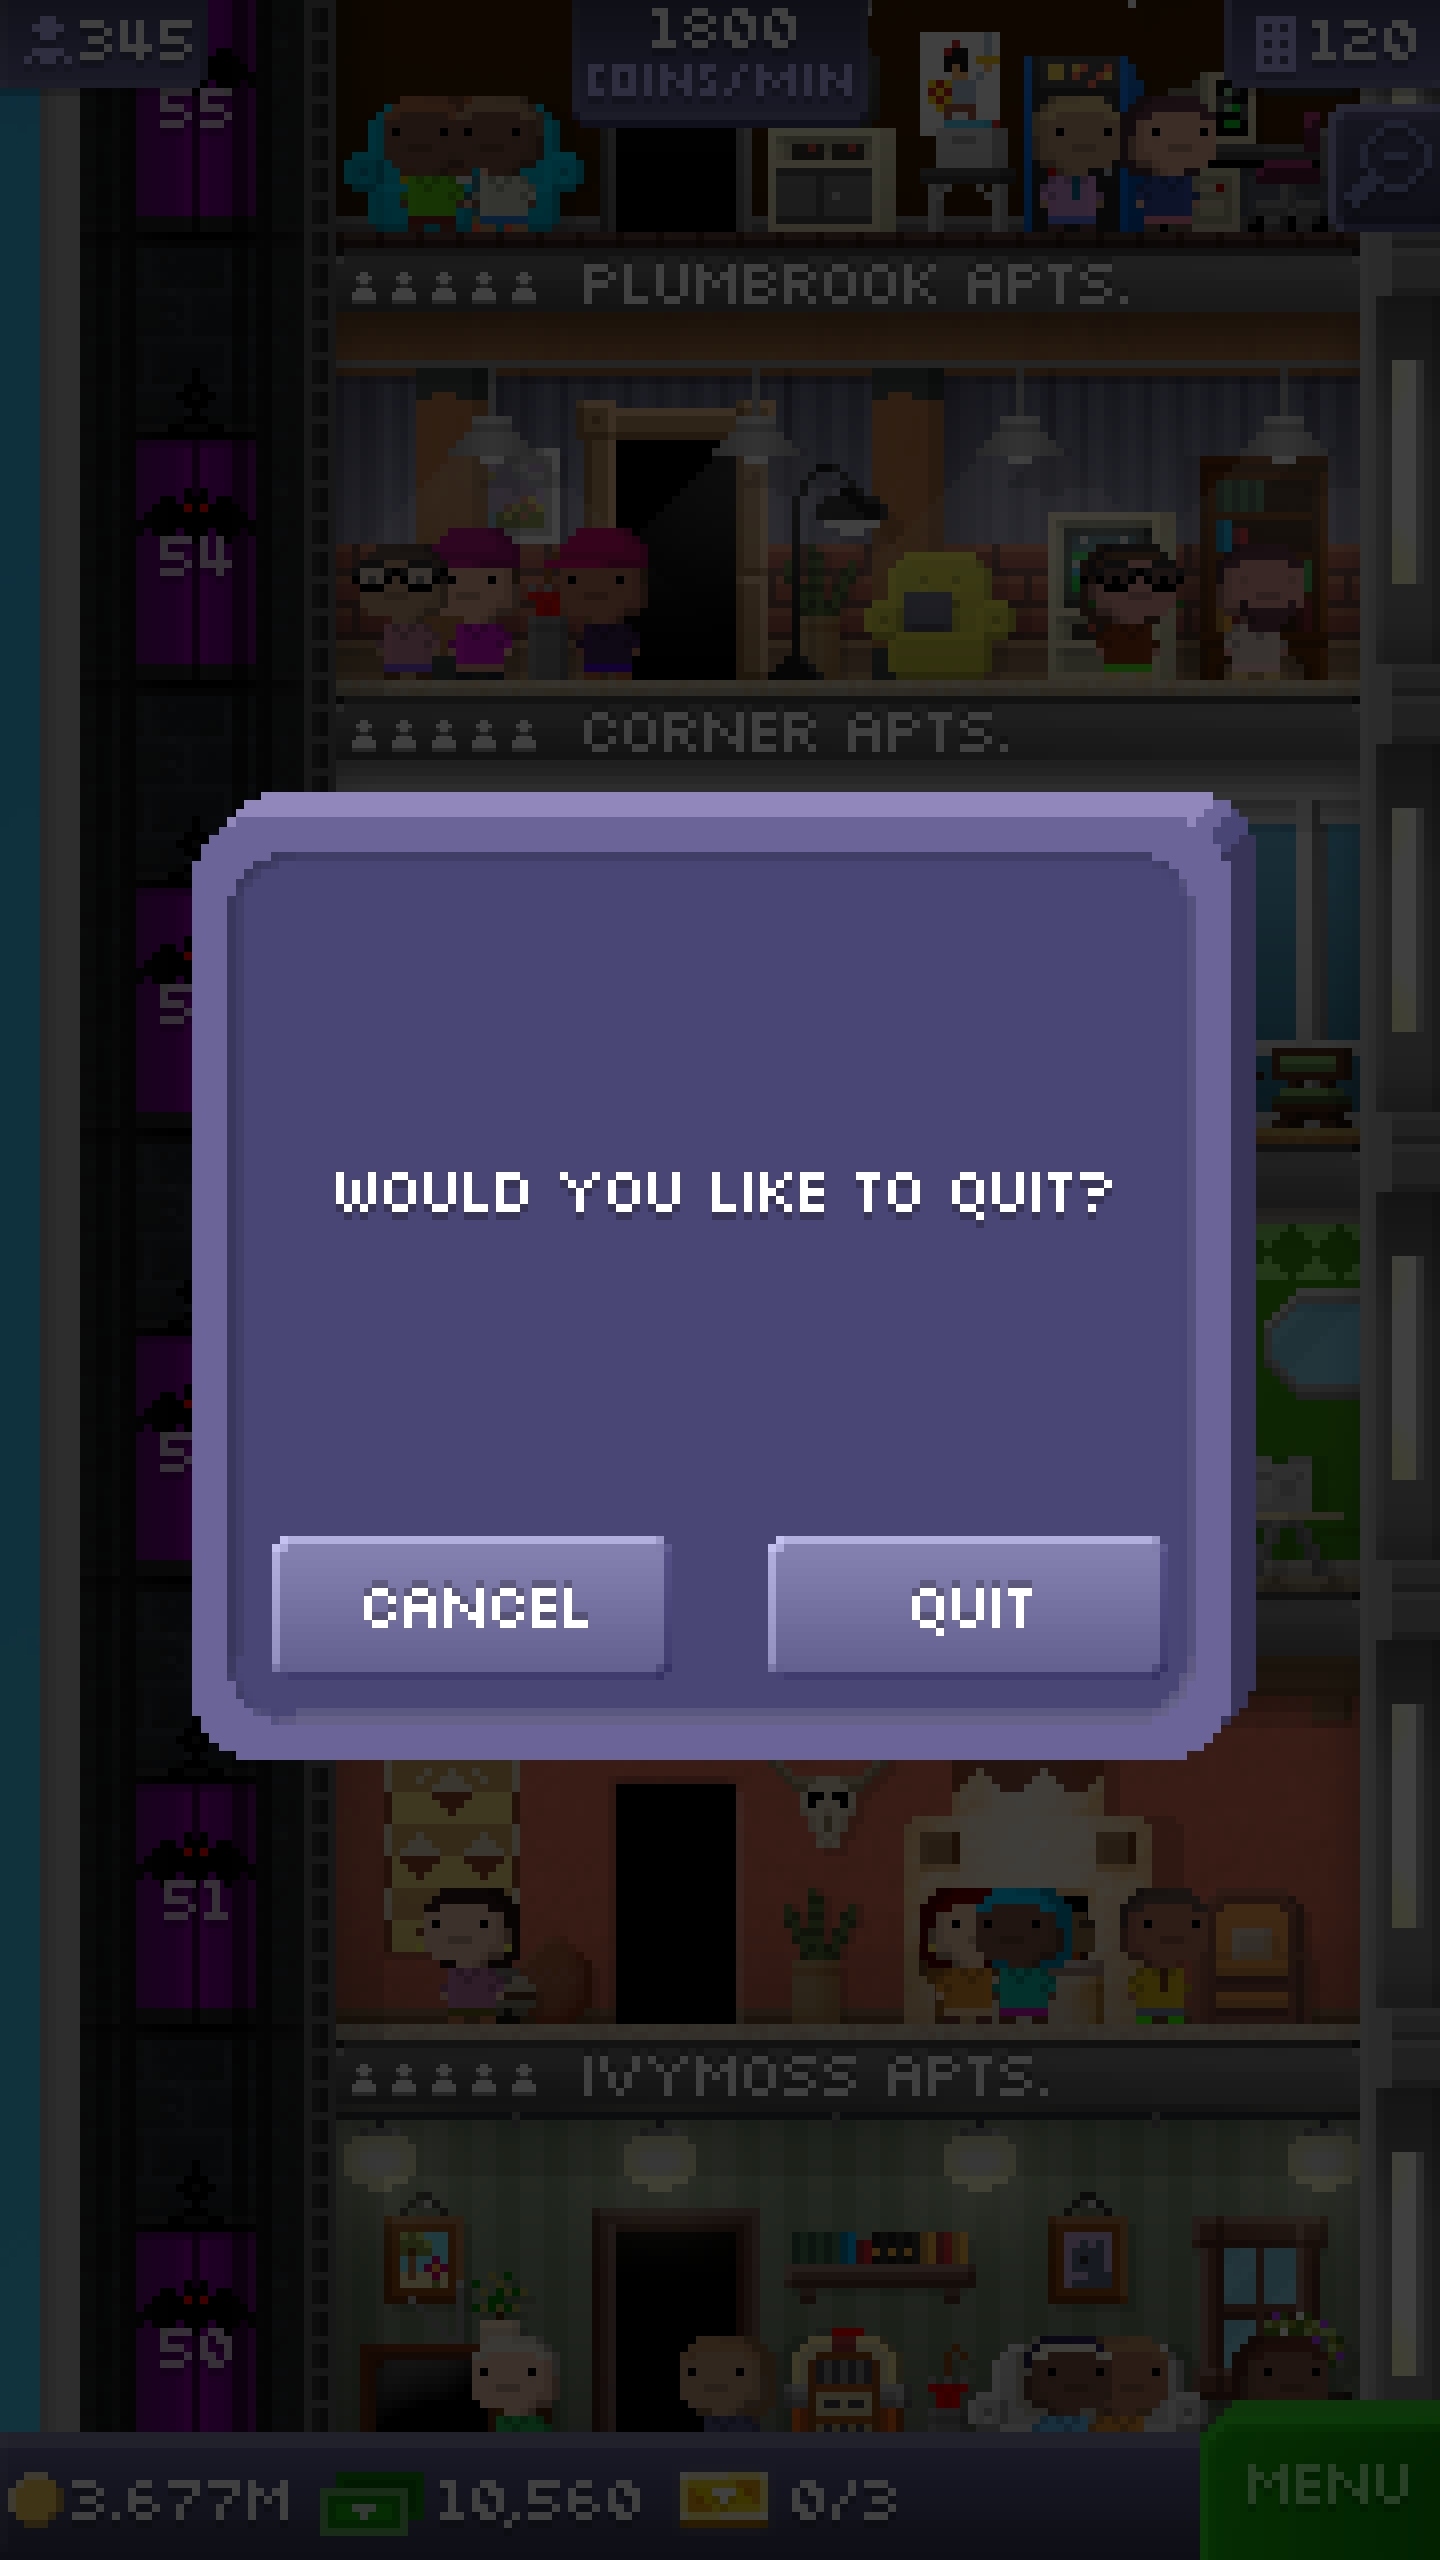 345
1800
COINS/MIN
120
55
PLUMBROOK APTS.
54
CORNER APTS.
WOULD YOU LIKE TO QUIT?
CANCEL
QUIT
51
IVYMOSS APTS.
50
3.677M
10,560
0/3
MENU